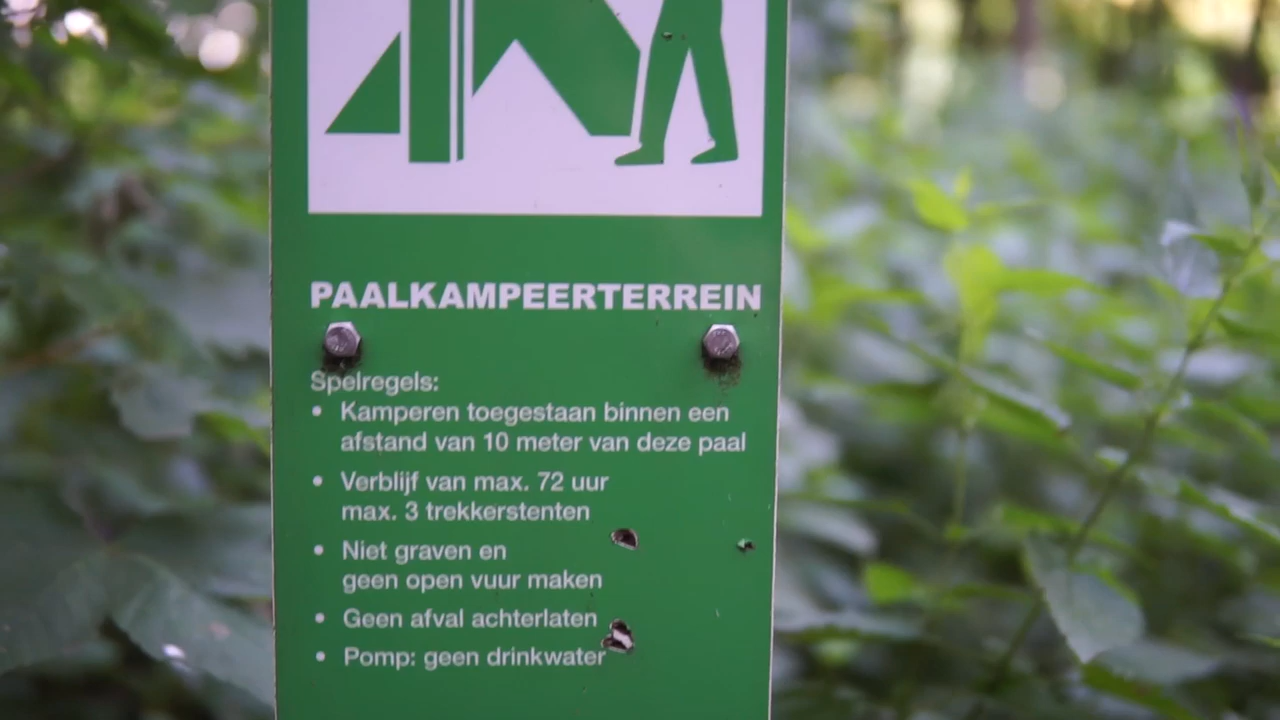 PAALKAMPEERTERREIN
Spelregels:
• Kamperen toegestaan binnen een
afstand van 10 meter van deze paal
• Verblijf van max. 72 uur
max. 3 trekkerstenten
• Niet graven en
geen open vuur maken
• Geen afval achterlaten
• Pomp: geen drinkwater